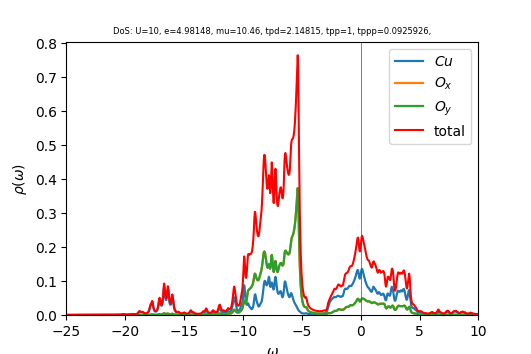 DoS: U=10, e=4.98148, mu=10.46, tpd=2.14815, tpp=1, tppp=0.0925926,
ρ(ω)
0.8
0.7
0.6
0.5
0.4
0.3
0.2
0.1
0.0
Cu
Oₓ
O_y
total
−25 −20 −15 −10 −5 0 5 10
ω